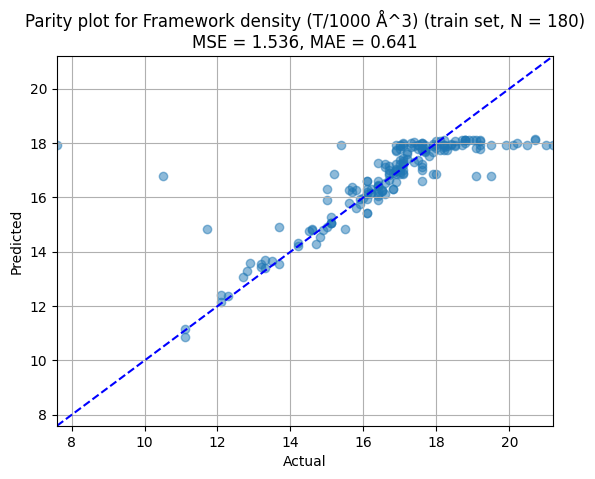 Parity plot for Framework density (T/1000 Å^3) (train set, N = 180)
MSE = 1.536, MAE = 0.641
20
18
16
14
12
10
8
Predicted
8 10 12 14 16 18 20
Actual